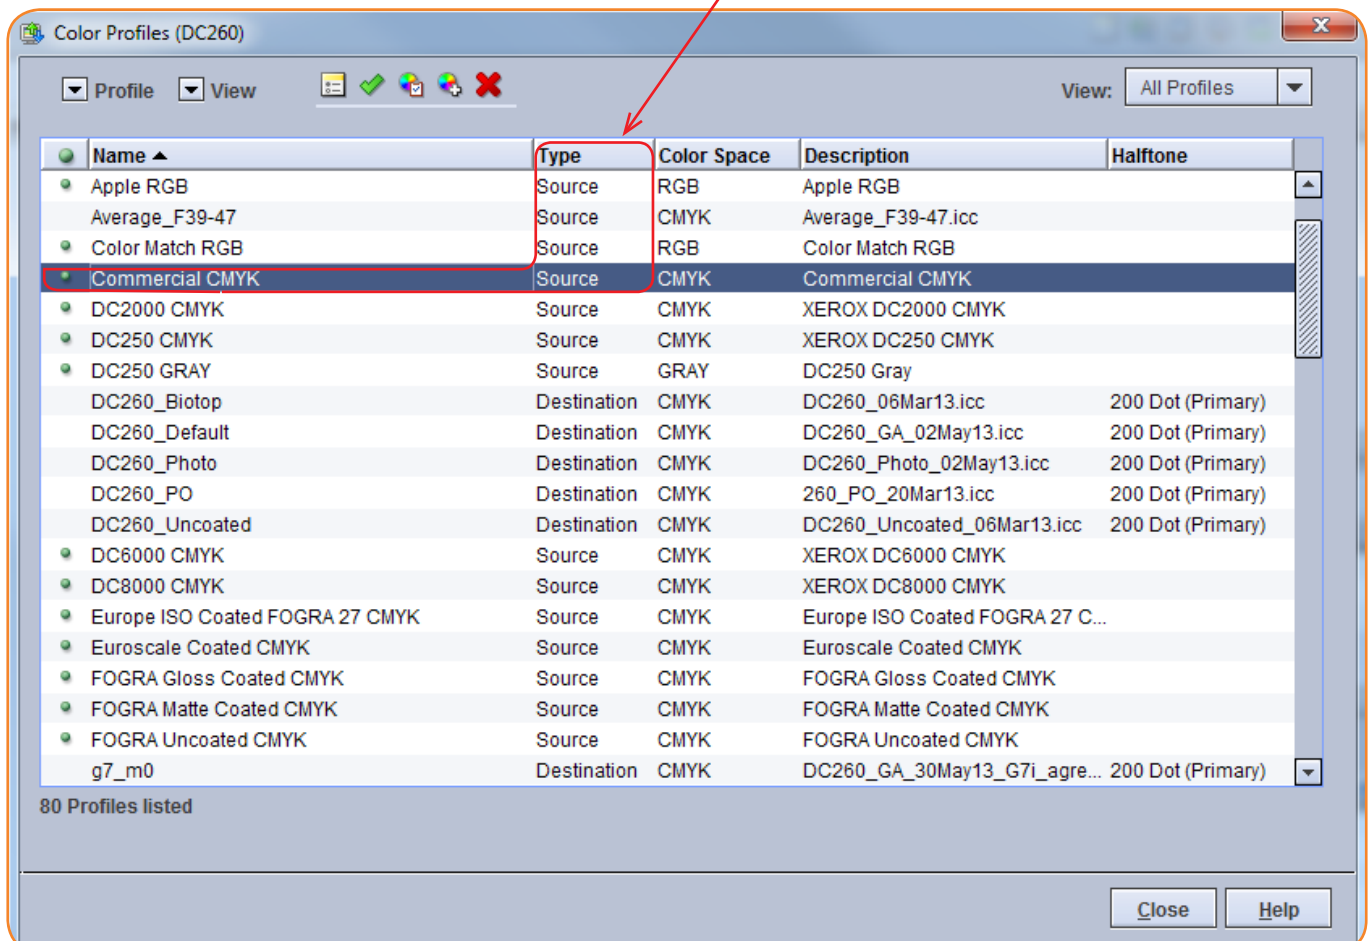 Color Profiles (DC260)
Profile View View: All Profiles
Name Type Color Space Description Halftone
Apple RGB Source RGB Apple RGB
Average_F39-47 Source CMYK Average_F39-47.icc
Color Match RGB Source RGB Color Match RGB
Commercial CMYK Source CMYK Commercial CMYK
DC2000 CMYK Source CMYK XEROX DC2000 CMYK
DC250 CMYK Source CMYK XEROX DC250 CMYK
DC250 GRAY Source GRAY DC250 Gray
DC260_Biotop Destination CMYK DC260_06Mar13.icc 200 Dot (Primary)
DC260_Default Destination CMYK DC260_GA_02May13.icc 200 Dot (Primary)
DC260_Photo Destination CMYK DC260_Photo_02May13.icc 200 Dot (Primary)
DC260_PO Destination CMYK 260_PO_20Mar13.icc 200 Dot (Primary)
DC260_Uncoated Destination CMYK DC260_Uncoated_06Mar13.icc 200 Dot (Primary)
DC6000 CMYK Source CMYK XEROX DC6000 CMYK
DC8000 CMYK Source CMYK XEROX DC8000 CMYK
Europe ISO Coated FOGRA 27 CMYK Source CMYK Europe ISO Coated FOGRA 27 C...
Euroscale Coated CMYK Source CMYK Euroscale Coated CMYK
FOGRA Gloss Coated CMYK Source CMYK FOGRA Gloss Coated CMYK
FOGRA Matte Coated CMYK Source CMYK FOGRA Matte Coated CMYK
FOGRA Uncoated CMYK Source CMYK FOGRA Uncoated CMYK
g7_m0 Destination CMYK DC260_GA_30May13_G7i_agre... 200 Dot (Primary)
80 Profiles listed
Close Help